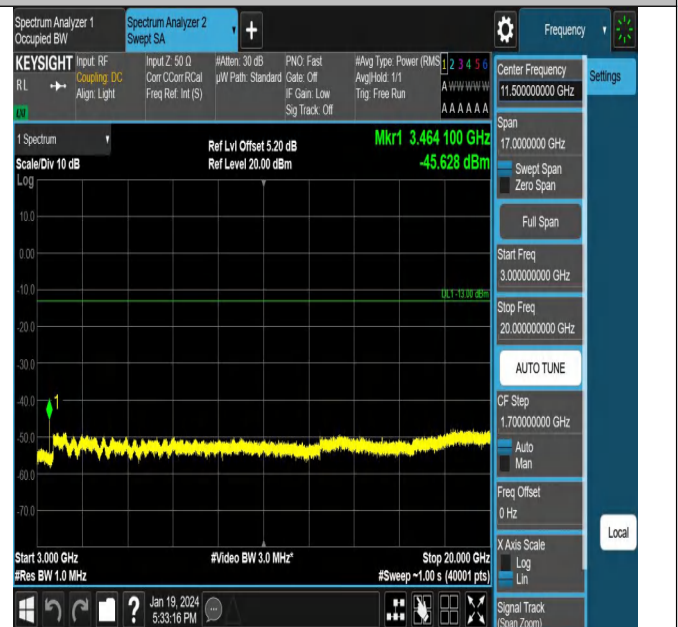 Spectrum Analyzer 1
Occupied BW
Spectrum Analyzer 2
Swept SA
Frequency
KEYSIGHT
RL
Input: RF
Coupling: DC
Align: Light
Input Z: 50 Ω
Corr CCorr RCal
Freq Ref: Int (S)
#Atten: 30 dB
µW Path: Standard
PNO: Fast
Gate: Off
IF Gain: Low
Sig Track: Off
#Avg Type: Power (RMS
Avg|Hold: 1/1
Trig: Free Run
1 2 3 4 5 6
A W W W W W
A A A A A A
1 Spectrum
Scale/Div 10 dB
Ref Lvl Offset 5.20 dB
Ref Level 20.00 dBm
Mkr1 3.464 100 GHz
-45.628 dBm
Log
10.0
0.00
-10.0
DL1 -13.00 dBm
-20.0
-30.0
-40.0
1
-50.0
-60.0
-70.0
Start 3.000 GHz
#Res BW 1.0 MHz
#Video BW 3.0 MHz*
Stop 20.000 GHz
#Sweep ~1.00 s (40001 pts)
Jan 19, 2024
5:33:16 PM
Center Frequency
11.500000000 GHz
Settings
Span
17.0000000 GHz
Swept Span
Zero Span
Full Span
Start Freq
3.000000000 GHz
Stop Freq
20.000000000 GHz
AUTO TUNE
CF Step
1.700000000 GHz
Auto
Man
Freq Offset
0 Hz
Local
X Axis Scale
Log
Lin
Signal Track
(Span Zoom)